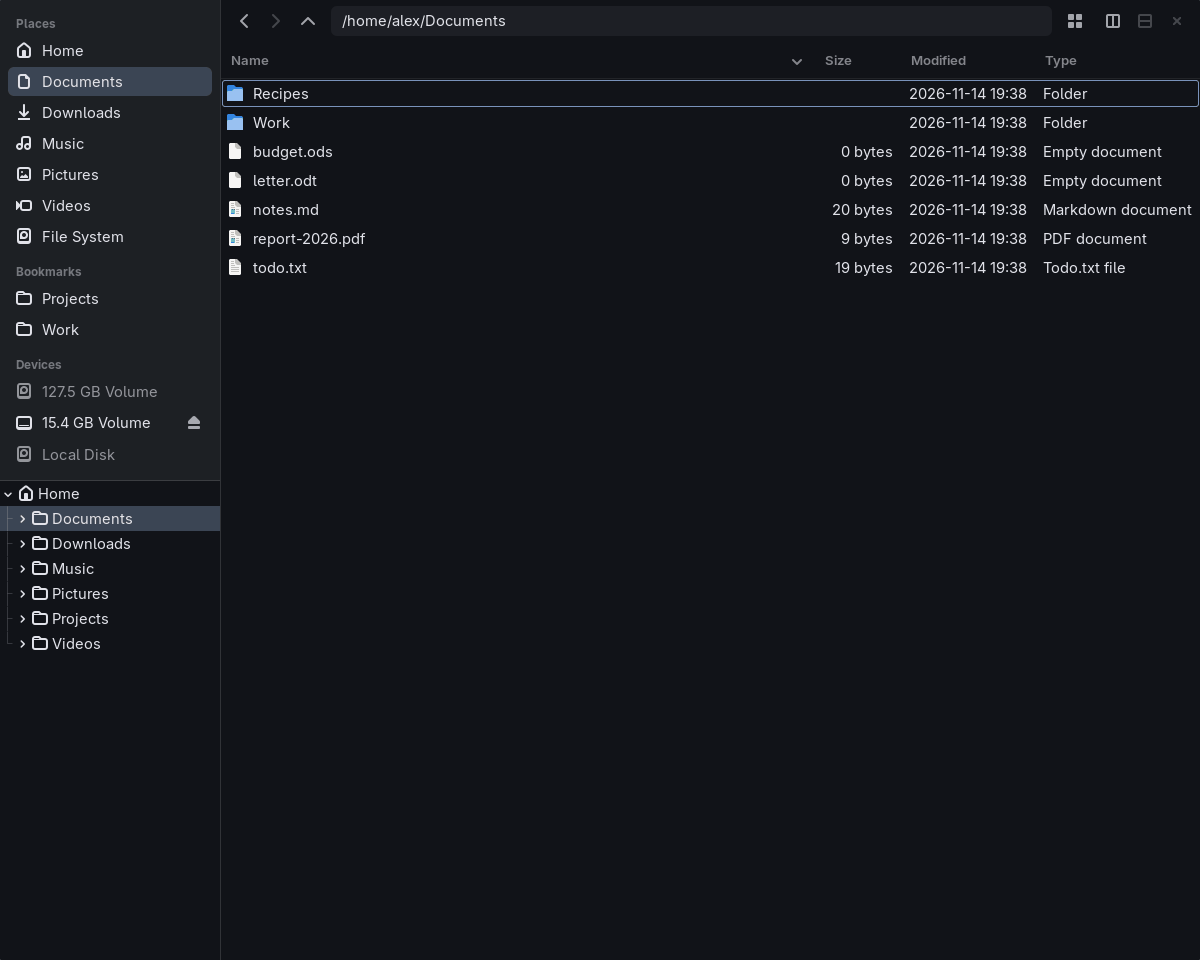 Places
Home
Documents
Downloads
Music
Pictures
Videos
File System
Bookmarks
Projects
Work
Devices
127.5 GB Volume
15.4 GB Volume
Local Disk
Home
Documents
Downloads
Music
Pictures
Projects
Videos
/home/alex/Documents
Name Size Modified Type
Recipes 2026-11-14 19:38 Folder
Work 2026-11-14 19:38 Folder
budget.ods 0 bytes 2026-11-14 19:38 Empty document
letter.odt 0 bytes 2026-11-14 19:38 Empty document
notes.md 20 bytes 2026-11-14 19:38 Markdown document
report-2026.pdf 9 bytes 2026-11-14 19:38 PDF document
todo.txt 19 bytes 2026-11-14 19:38 Todo.txt file